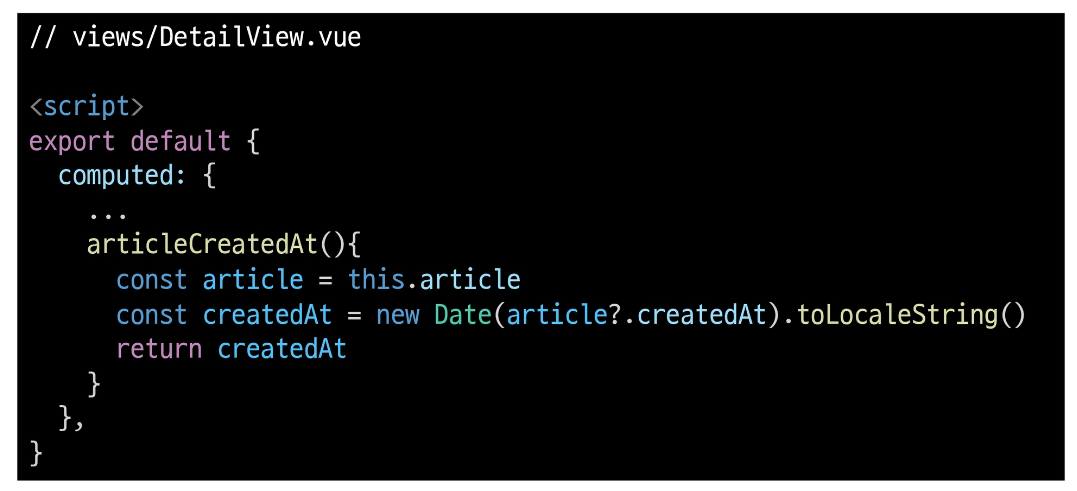 // views/DetailView.vue
<script>
export default {
computed: {
...
articleCreatedAt(){
const article = this.article
const createdAt = new Date(article?.createdAt).toLocaleString()
return createdAt
}
},
}